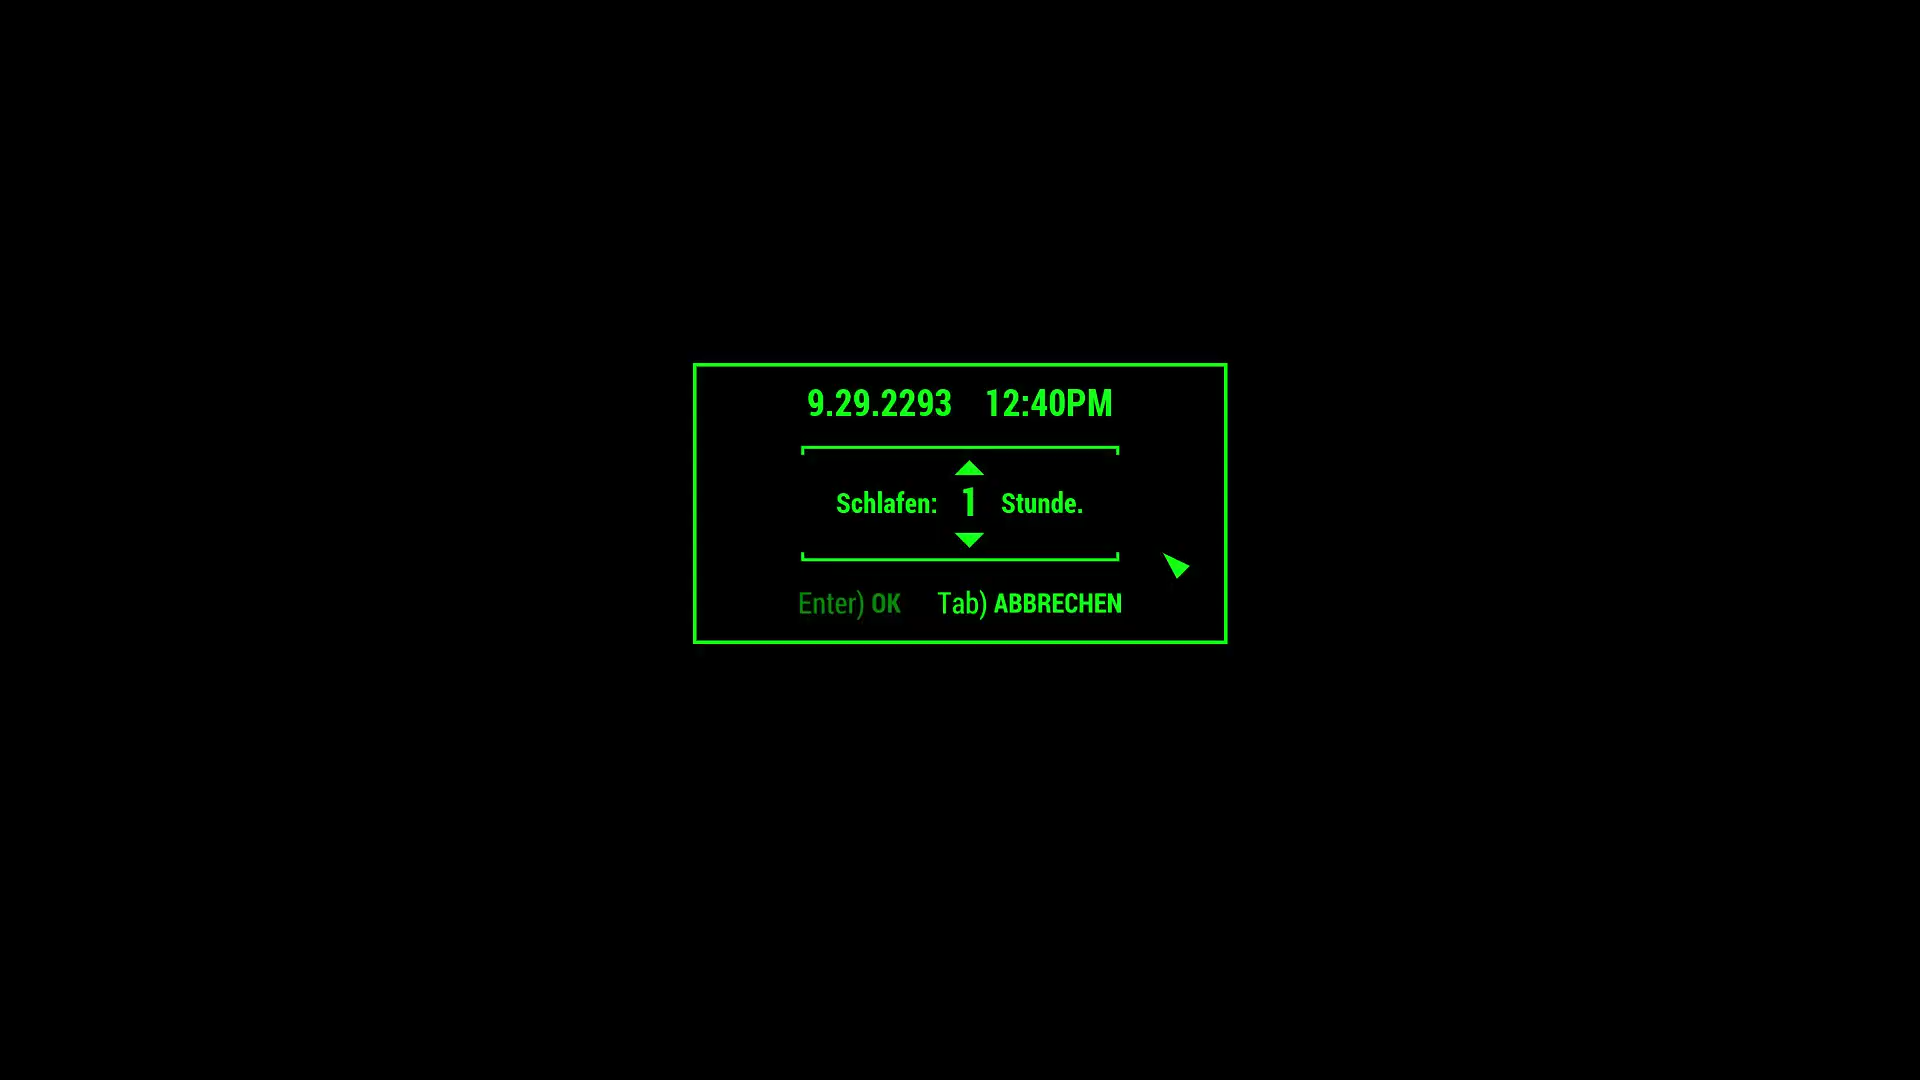 9.29.2293 12:40PM
Schlafen: 1 Stunde.
Enter) OK Tab) ABBRECHEN